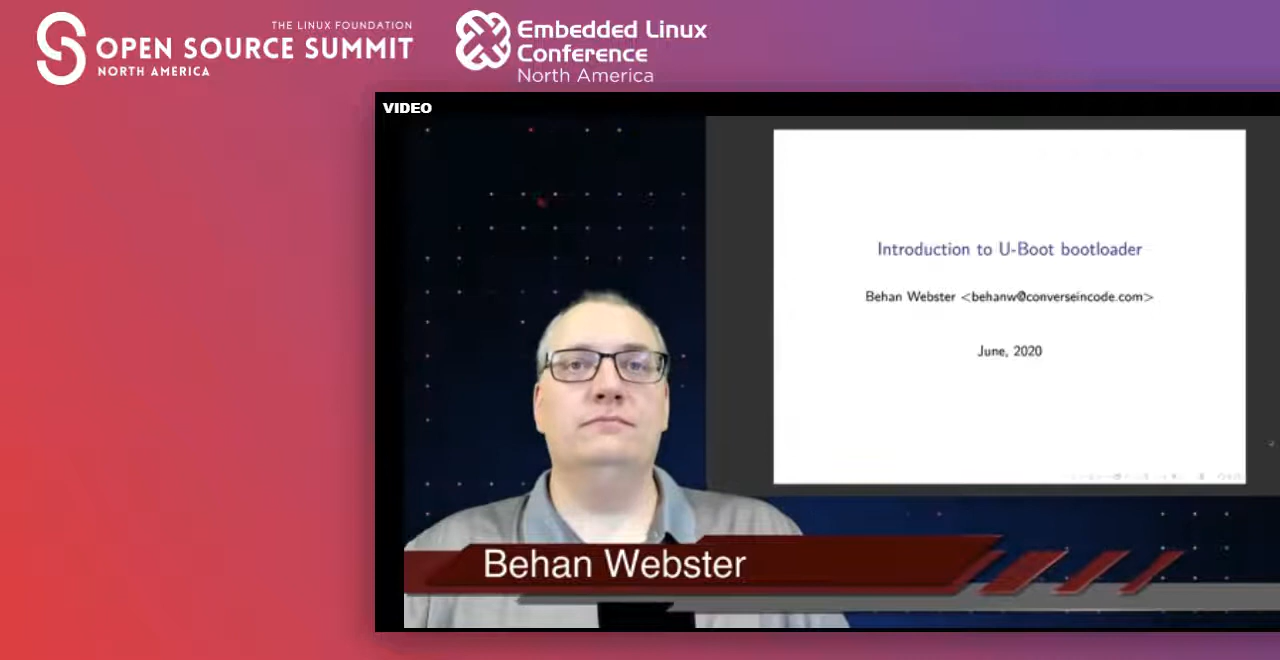 THE LINUX FOUNDATION
OPEN SOURCE SUMMIT
NORTH AMERICA
Embedded Linux
Conference
North America
VIDEO
Introduction to U-Boot bootloader
Behan Webster <behanw@converseincode.com>
June, 2020
Behan Webster